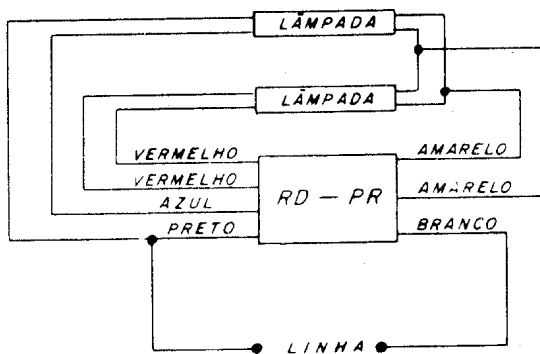 LÂMPADA
LÂMPADA
VERMELHO
AMARELO
VERMELHO
RD — PR
AMARELO
AZUL
PRETO
BRANCO
LINHA